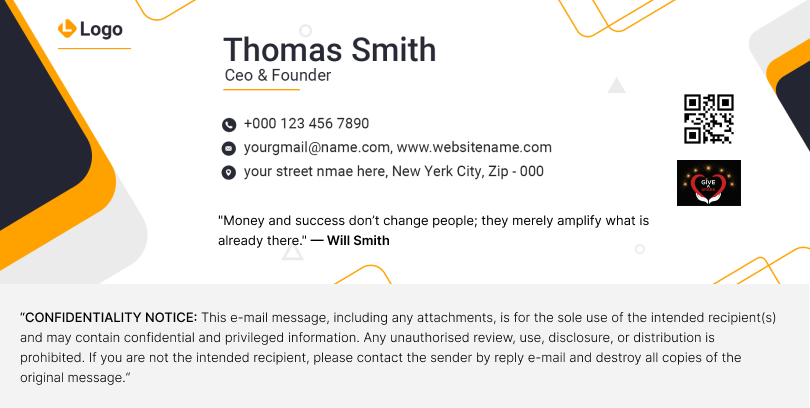 Logo
Thomas Smith
Ceo & Founder
+000 123 456 7890
yourgmail@name.com, www.websitename.com
your street nmae here, New Yerk City, Zip - 000
GIVE
"Money and success don't change people; they merely amplify what is
already there." — Will Smith
"CONFIDENTIALITY NOTICE: This e-mail message, including any attachments, is for the sole use of the intended recipient(s)
and may contain confidential and privileged information. Any unauthorised review, use, disclosure, or distribution is
prohibited. If you are not the intended recipient, please contact the sender by reply e-mail and destroy all copies of the
original message."